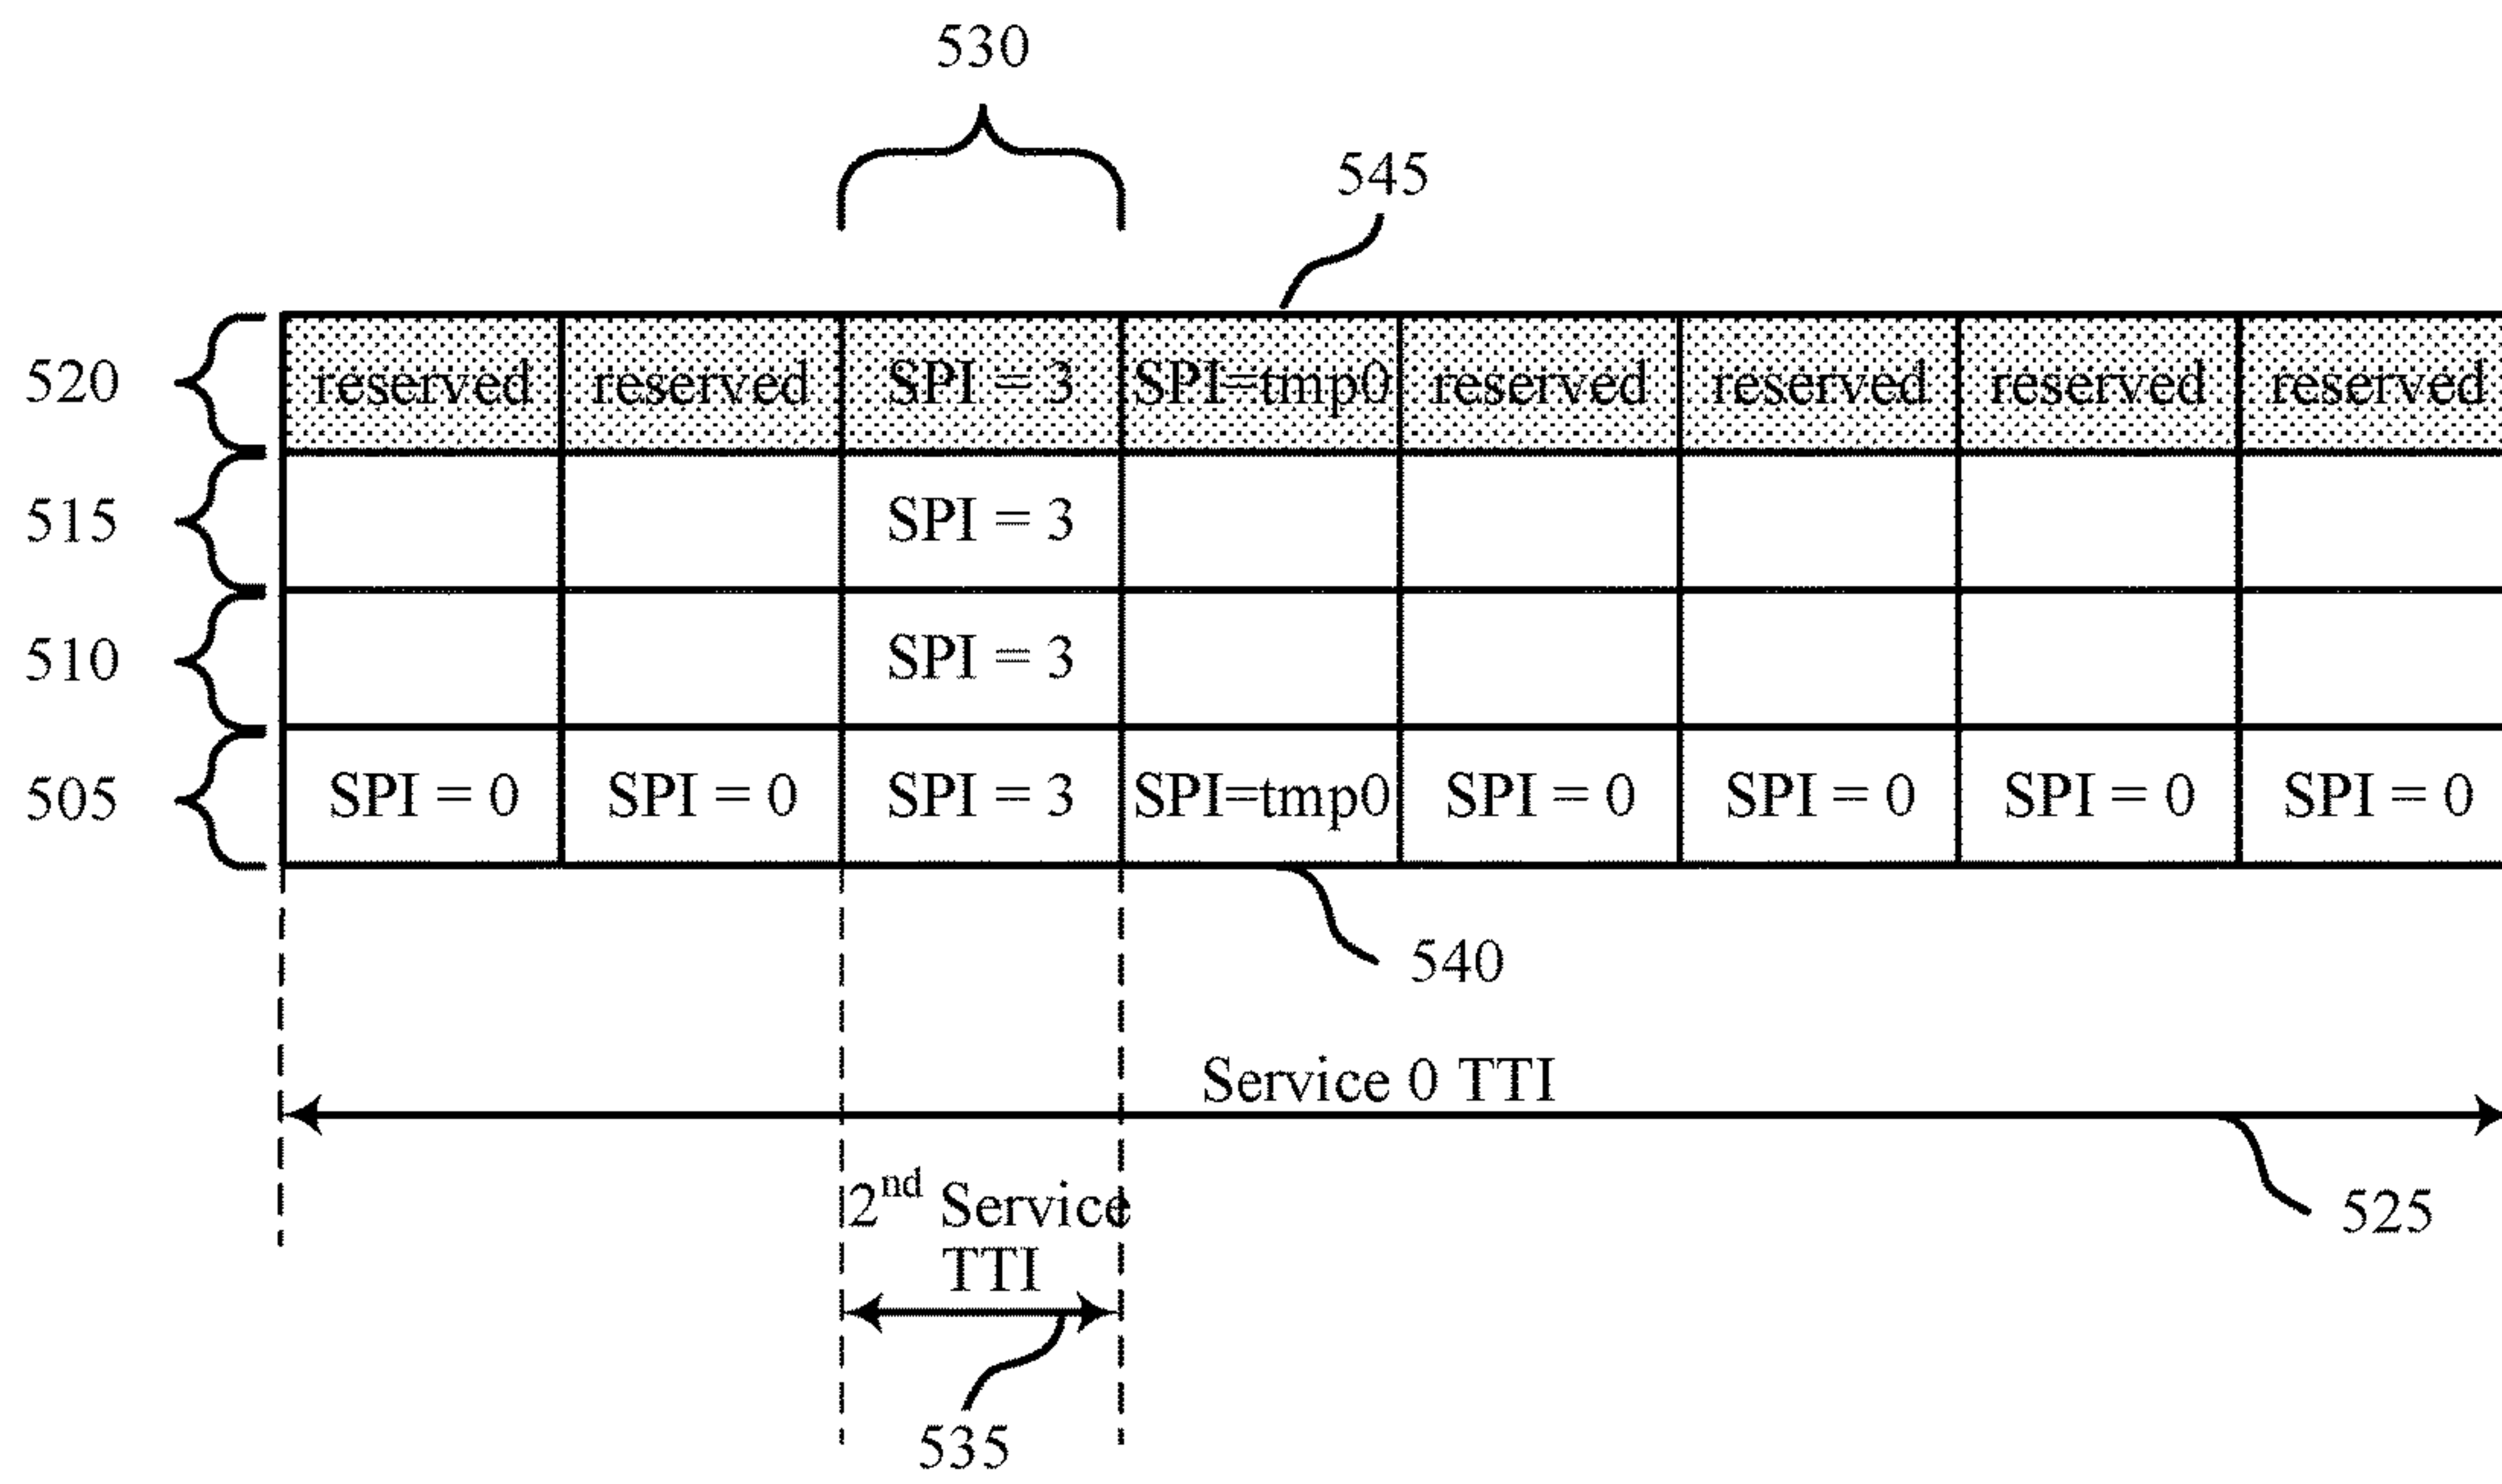 530
545
520 reserved reserved SPI = 3 SPI=tmp0 reserved reserved reserved reserved
515 SPI = 3
510 SPI = 3
505 SPI = 0 SPI = 0 SPI = 3 SPI=tmp0 SPI = 0 SPI = 0 SPI = 0 SPI = 0
540
Service 0 TTI
2nd Service
TTI
525
535